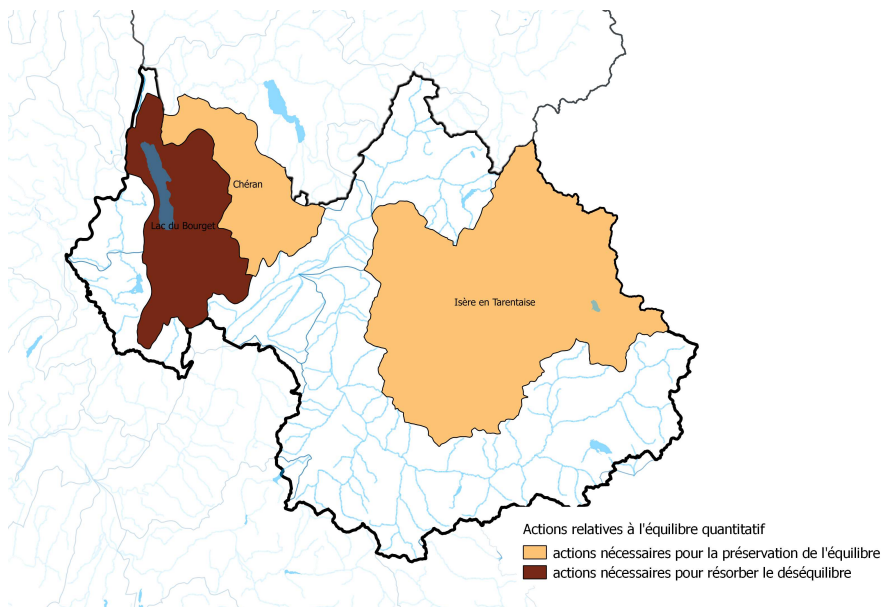 Chéran
Lac du Bourget
Isère en Tarentaise
Actions relatives à l'équilibre quantitatif
actions nécessaires pour la préservation de l'équilibre
actions nécessaires pour résorber le déséquilibre